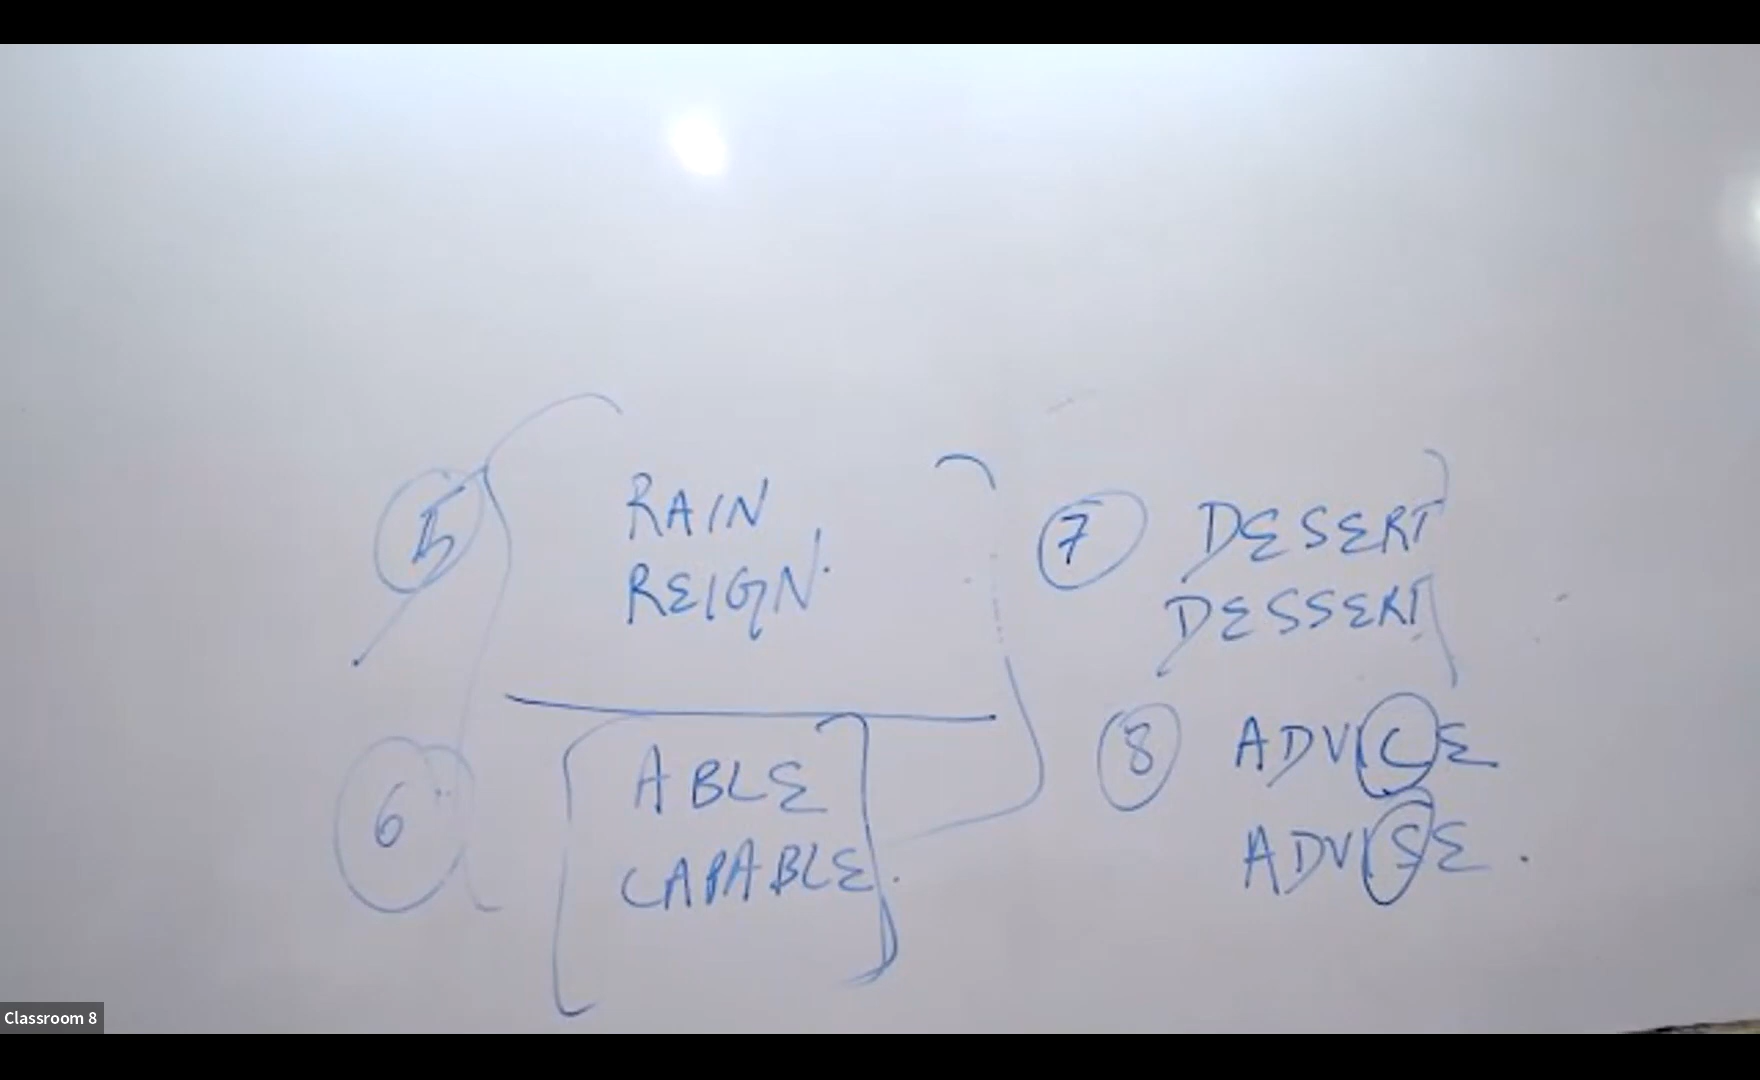 5 RAIN
REIGN.
6 ABLE
CAPABLE.
7 DESERT
DESSERT
8 ADVICE
ADVISE.
Classroom 8